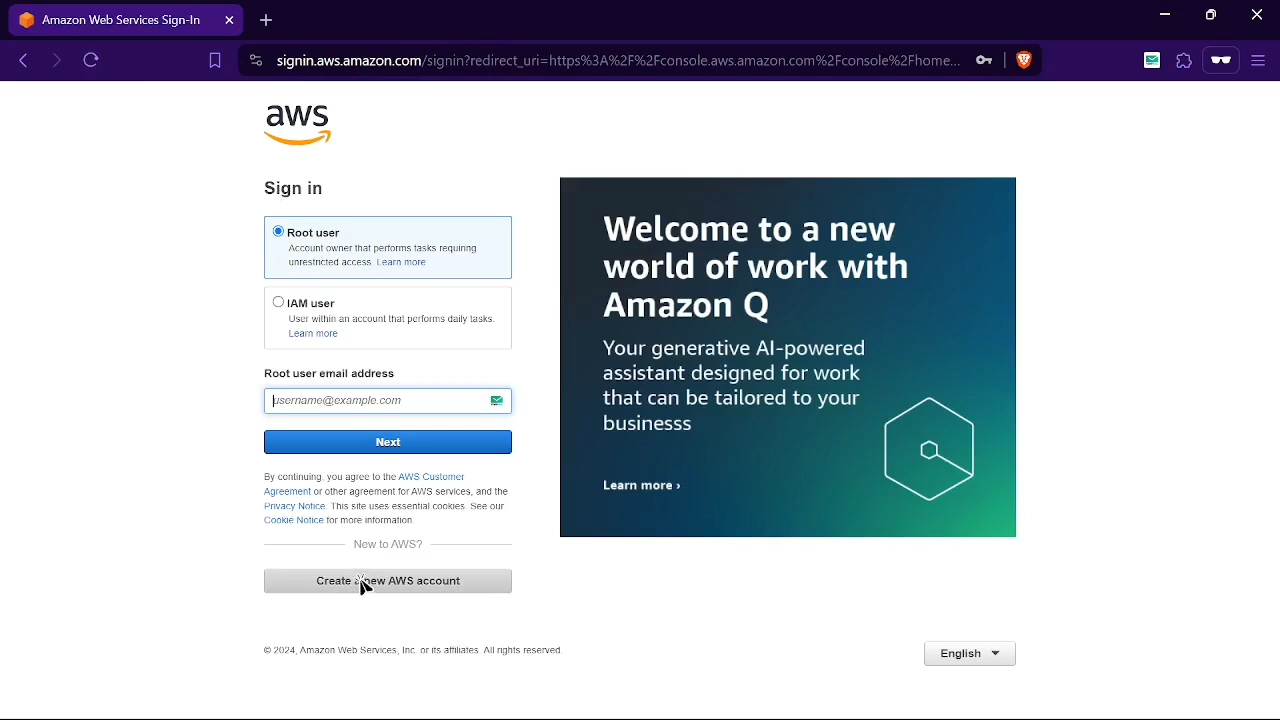 Amazon Web Services Sign-In
signin.aws.amazon.com/signin?redirect_uri=https%3A%2F%2Fconsole.aws.amazon.com%2Fconsole%2Fhome...
aws
Sign in
Root user
Account owner that performs tasks requiring
unrestricted access. Learn more
IAM user
User within an account that performs daily tasks.
Learn more
Root user email address
username@example.com
Next
By continuing, you agree to the AWS Customer
Agreement or other agreement for AWS services, and the
Privacy Notice. This site uses essential cookies. See our
Cookie Notice for more information.
New to AWS?
Create a new AWS account
Welcome to a new
world of work with
Amazon Q
Your generative AI-powered
assistant designed for work
that can be tailored to your
businesss
Learn more ›
© 2024, Amazon Web Services, Inc. or its affiliates. All rights reserved.
English